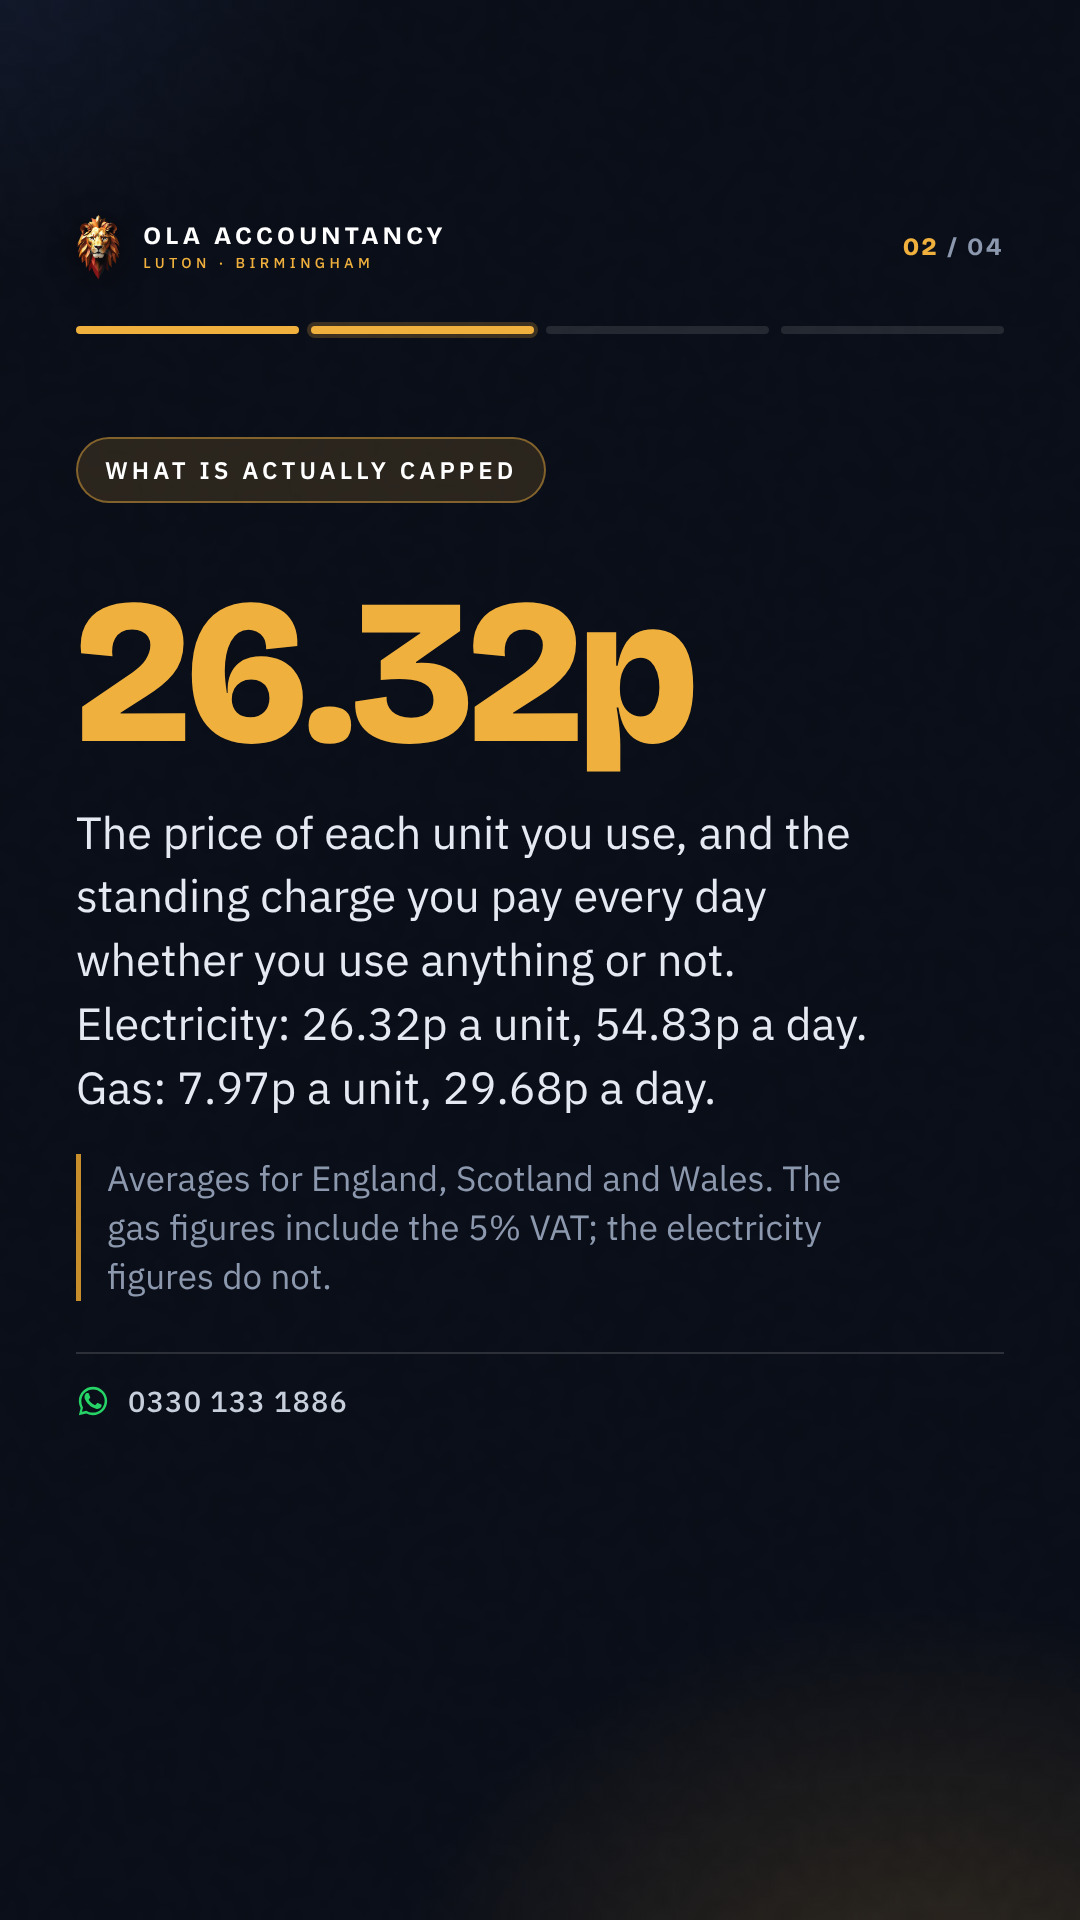 OLA ACCOUNTANCY
LUTON · BIRMINGHAM
02 / 04
WHAT IS ACTUALLY CAPPED
26.32p
The price of each unit you use, and the
standing charge you pay every day
whether you use anything or not.
Electricity: 26.32p a unit, 54.83p a day.
Gas: 7.97p a unit, 29.68p a day.
Averages for England, Scotland and Wales. The
gas figures include the 5% VAT; the electricity
figures do not.
0330 133 1886